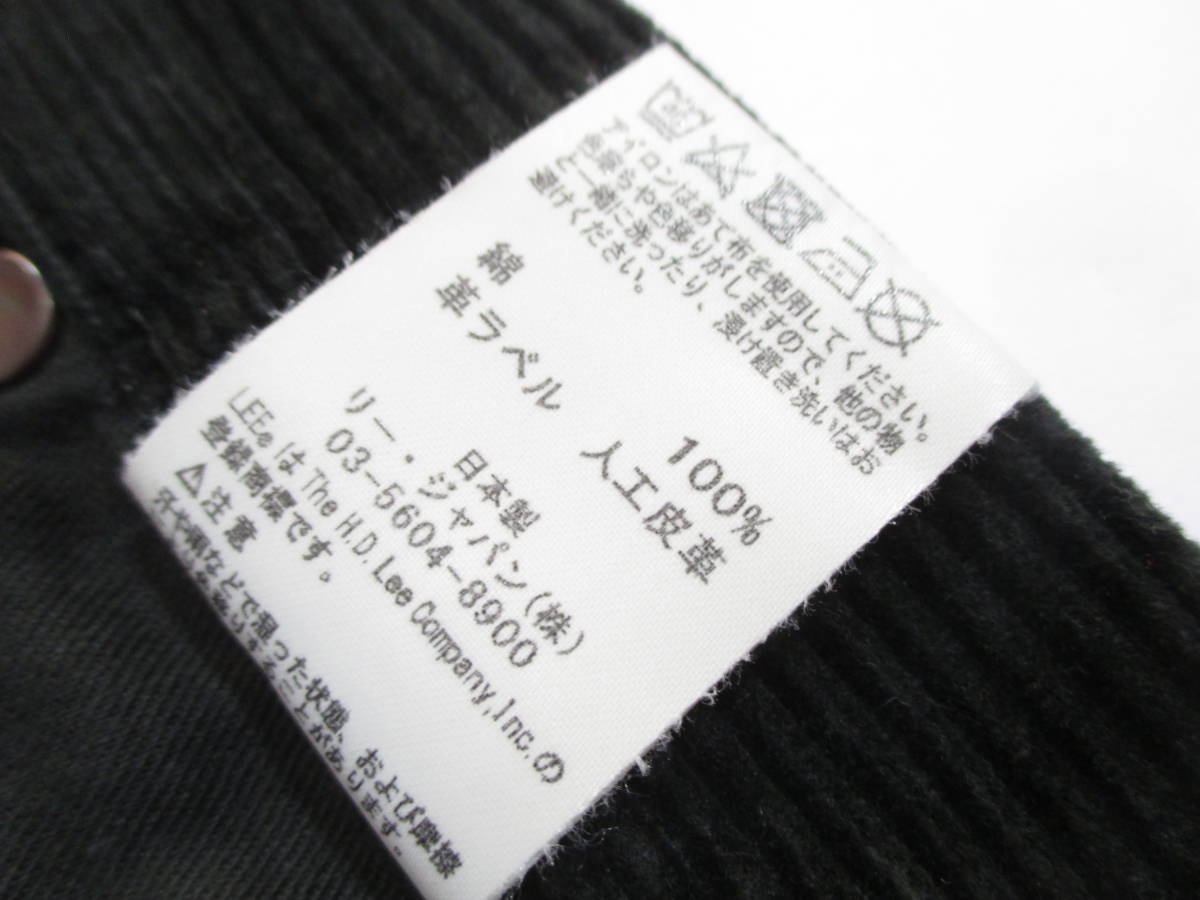 アイロンはあて布を使用してください。
色落ちや色移りがしますので、他の物
と一緒に洗ったり、浸け置き洗いはお
避けください。
綿 100%
革ラベル 人工皮革
日本製
リー・ジャパン(株)
03-5604-8900
LEEe は The H.D. Lee Company, Inc.の
登録商標です。
⚠注意
汗や雨などで湿った状態、および摩擦